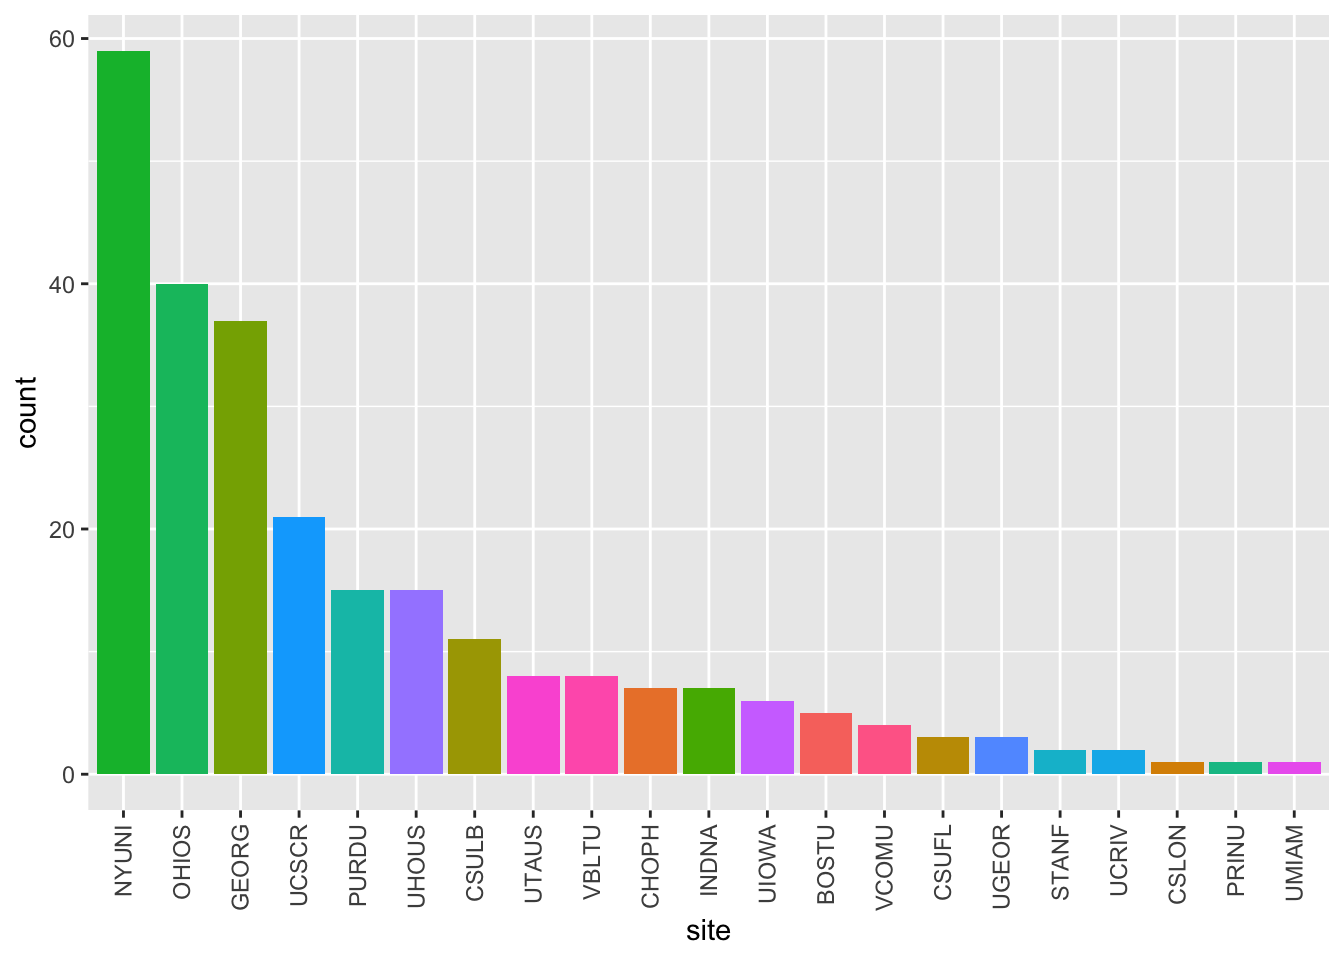 60
40
20
0
count
NYUNI
OHIOS
GEORG
UCSCR
PURDU
UHOUS
CSULB
UTAUS
VBLTU
CHOPH
INDNA
UIOWA
BOSTU
VCOMU
CSUFL
UGEOR
STANF
UCRIV
CSLON
PRINU
UMIAM
site